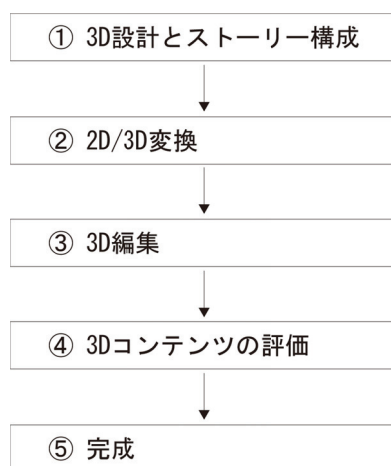 ① 3D設計とストーリー構成
② 2D/3D変換
③ 3D編集
④ 3Dコンテンツの評価
⑤ 完成